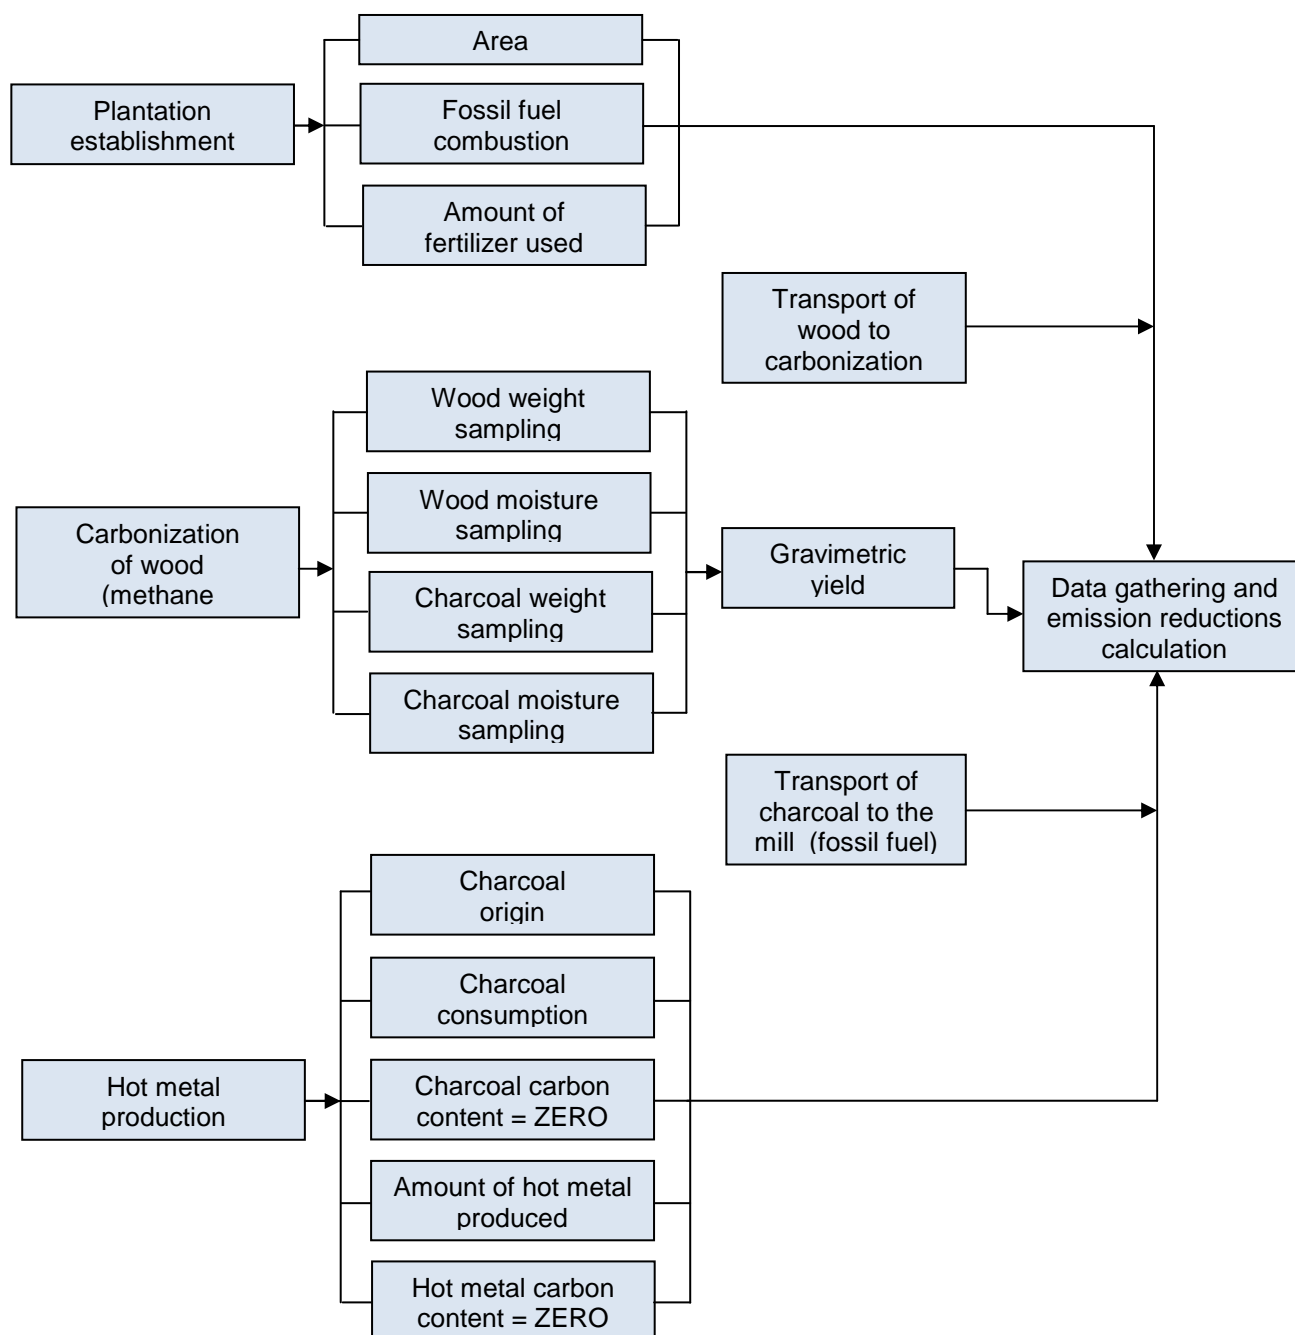 Area
Plantation
establishment
Fossil fuel
combustion
Amount of
fertilizer used
Transport of
wood to
carbonization
Wood weight
sampling
Wood moisture
sampling
Carbonization
of wood
(methane
Charcoal weight
sampling
Charcoal moisture
sampling
Gravimetric
yield
Data gathering and
emission reductions
calculation
Transport of
charcoal to the
mill (fossil fuel)
Charcoal
origin
Charcoal
consumption
Hot metal
production
Charcoal carbon
content = ZERO
Amount of hot metal
produced
Hot metal carbon
content = ZERO